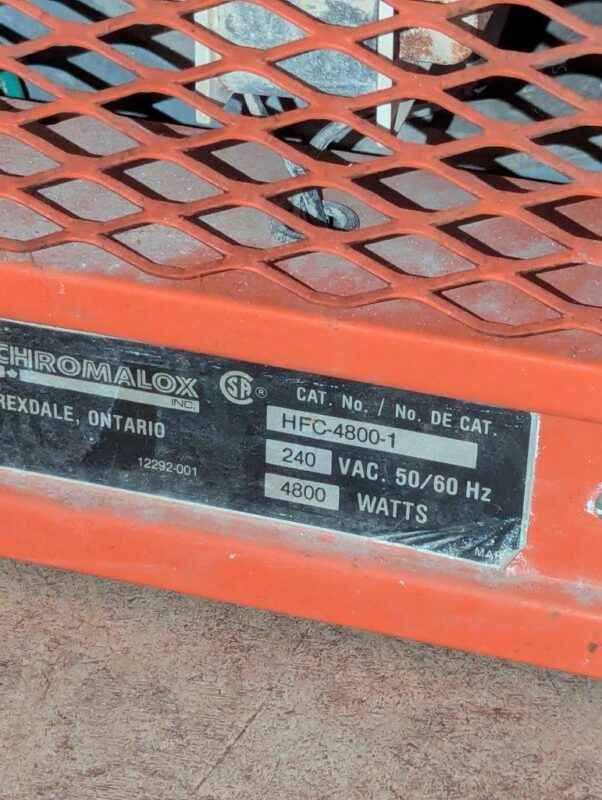 CHROMALOX
INC.
REXDALE, ONTARIO
12292-001
SA ®
CAT. No. / No. DE CAT.
HFC-4800-1
240 VAC. 50/60 Hz
4800 WATTS